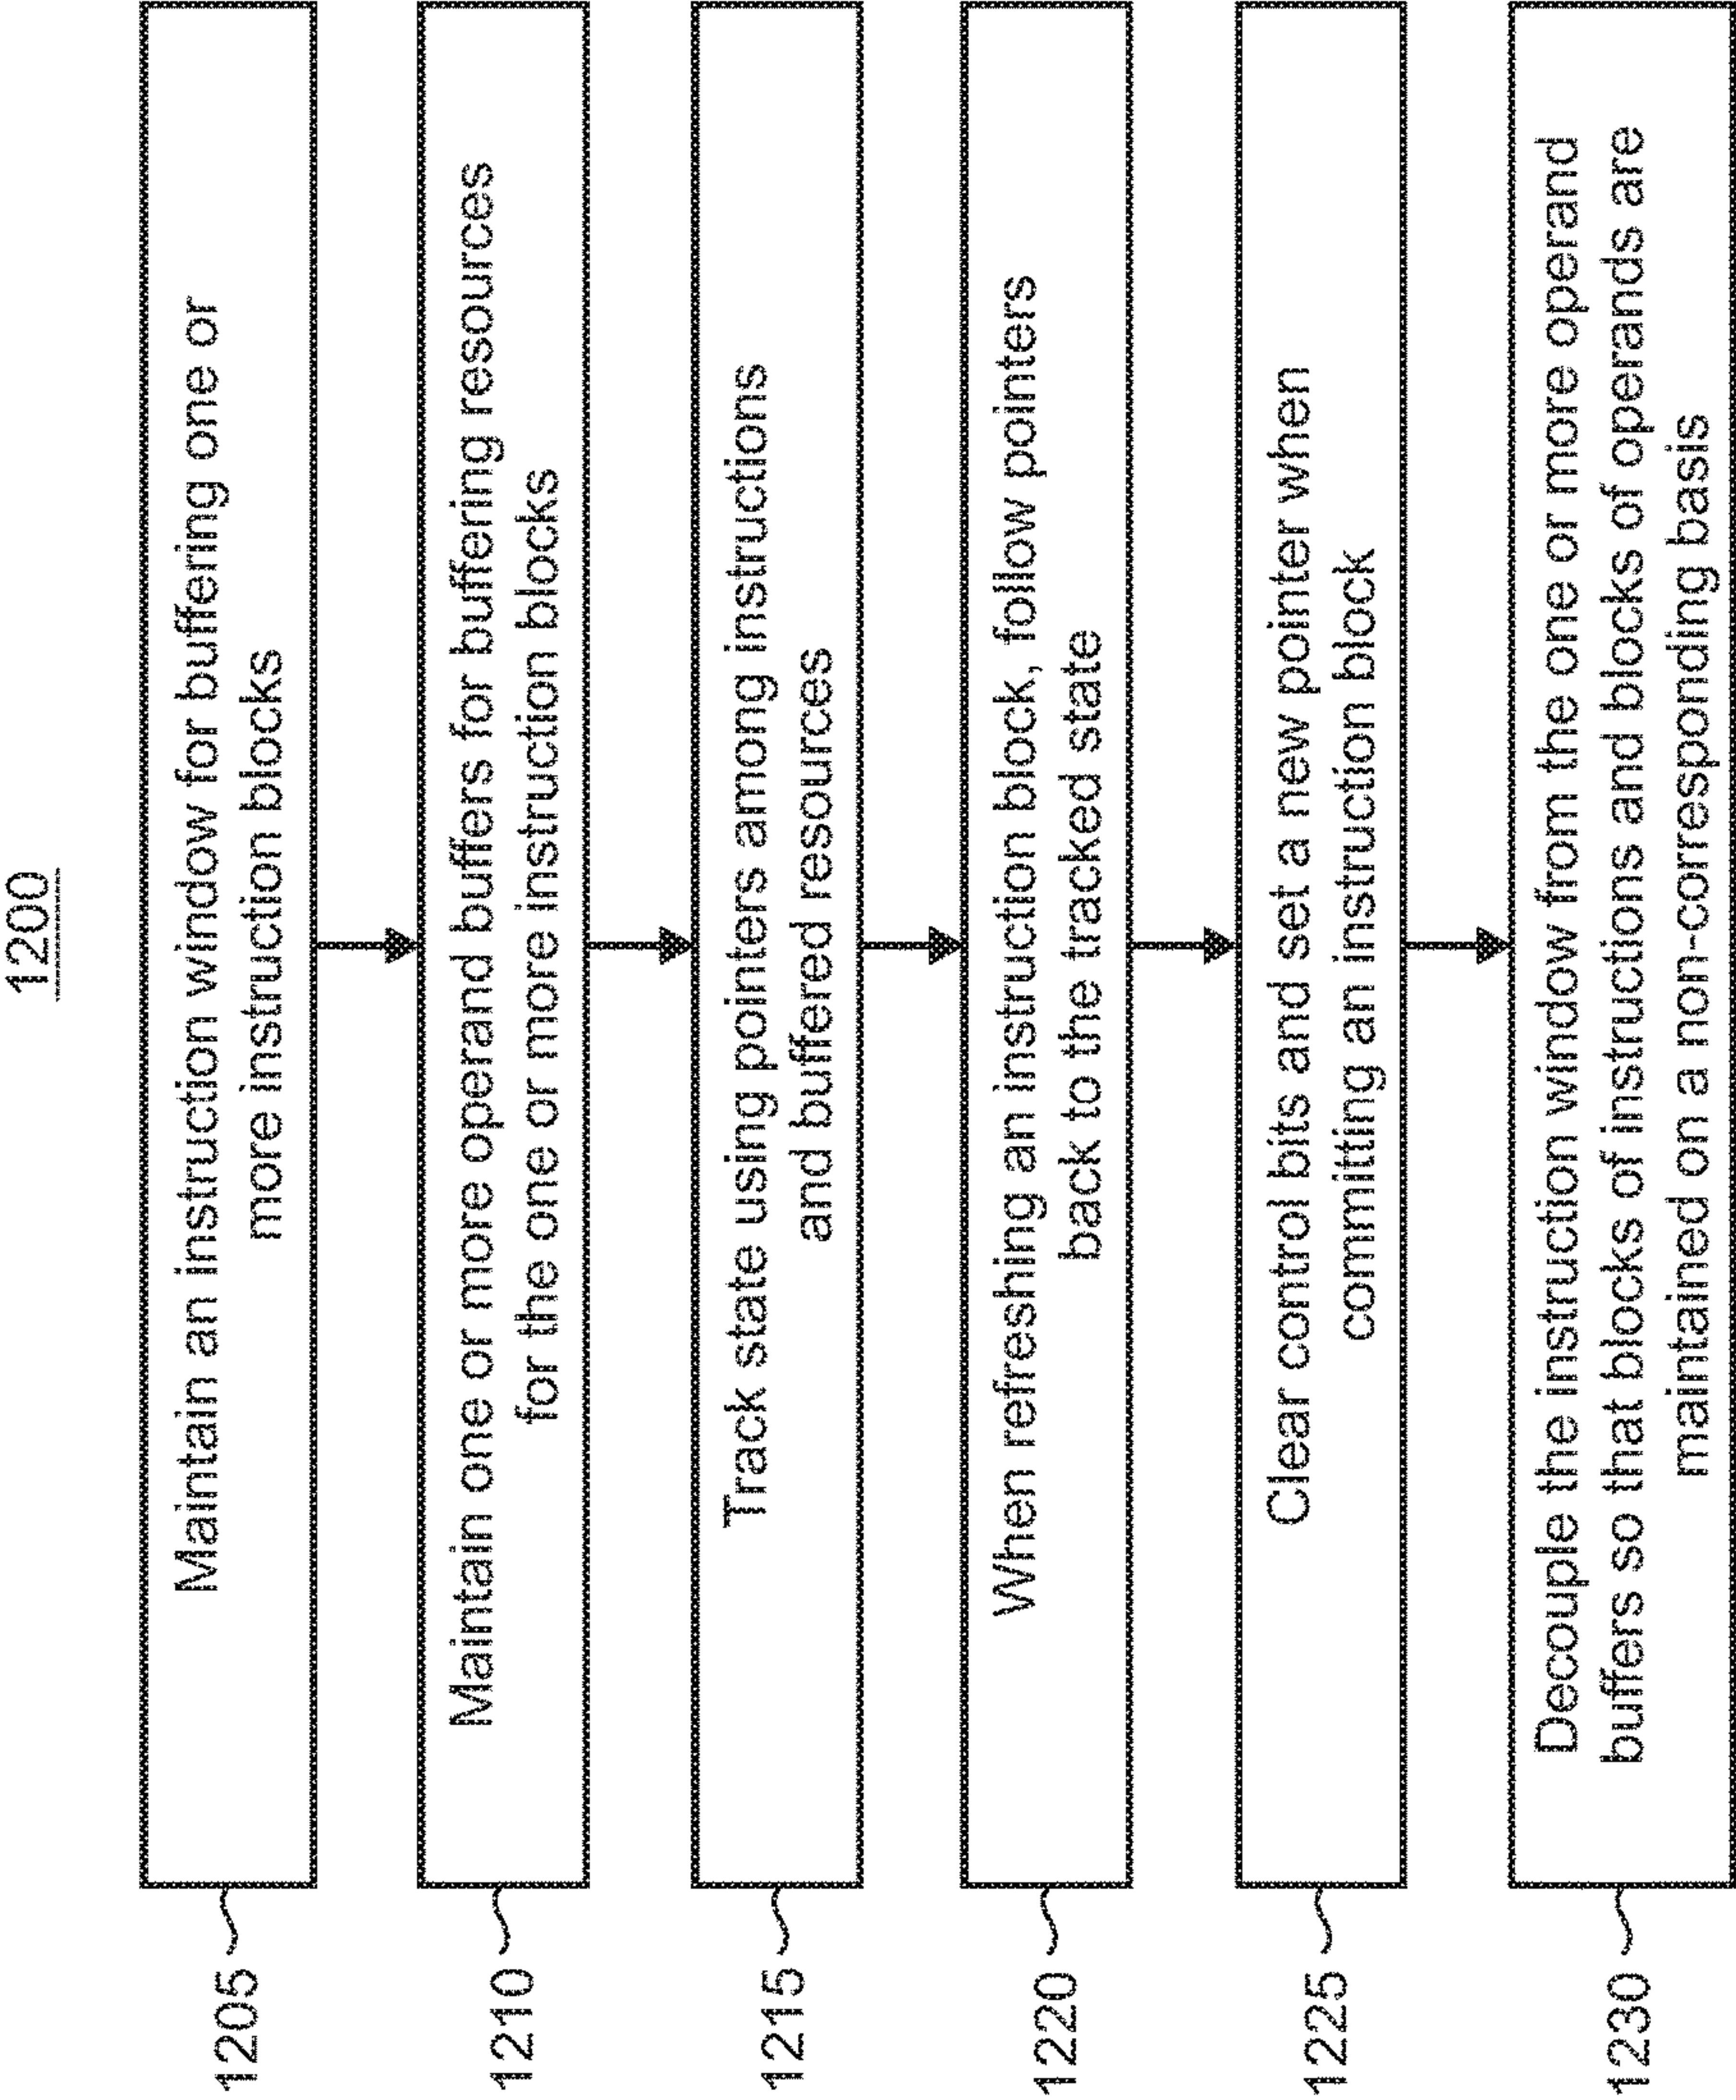 1200
1205
Maintain an instruction window for buffering one or
more instruction blocks
1210
Maintain one or more operand buffers for buffering resources
for the one or more instruction blocks
1215
Track state using pointers among instructions
and buffered resources
1220
When refreshing an instruction block, follow pointers
back to the tracked state
1225
Clear control bits and set a new pointer when
committing an instruction block
1230
Decouple the instruction window from the one or more operand
buffers so that blocks of instructions and blocks of operands are
maintained on a non-corresponding basis